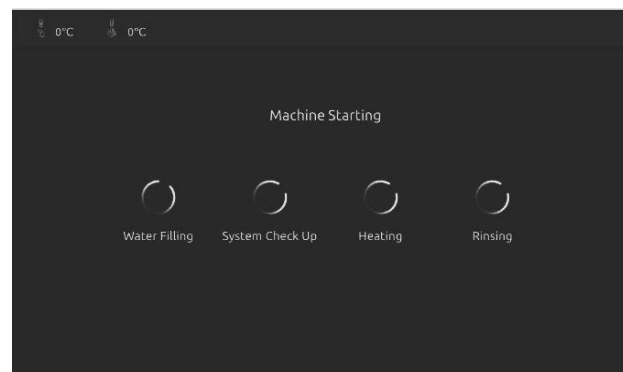 0°C 0°C
Machine Starting
Water Filling System Check Up Heating Rinsing